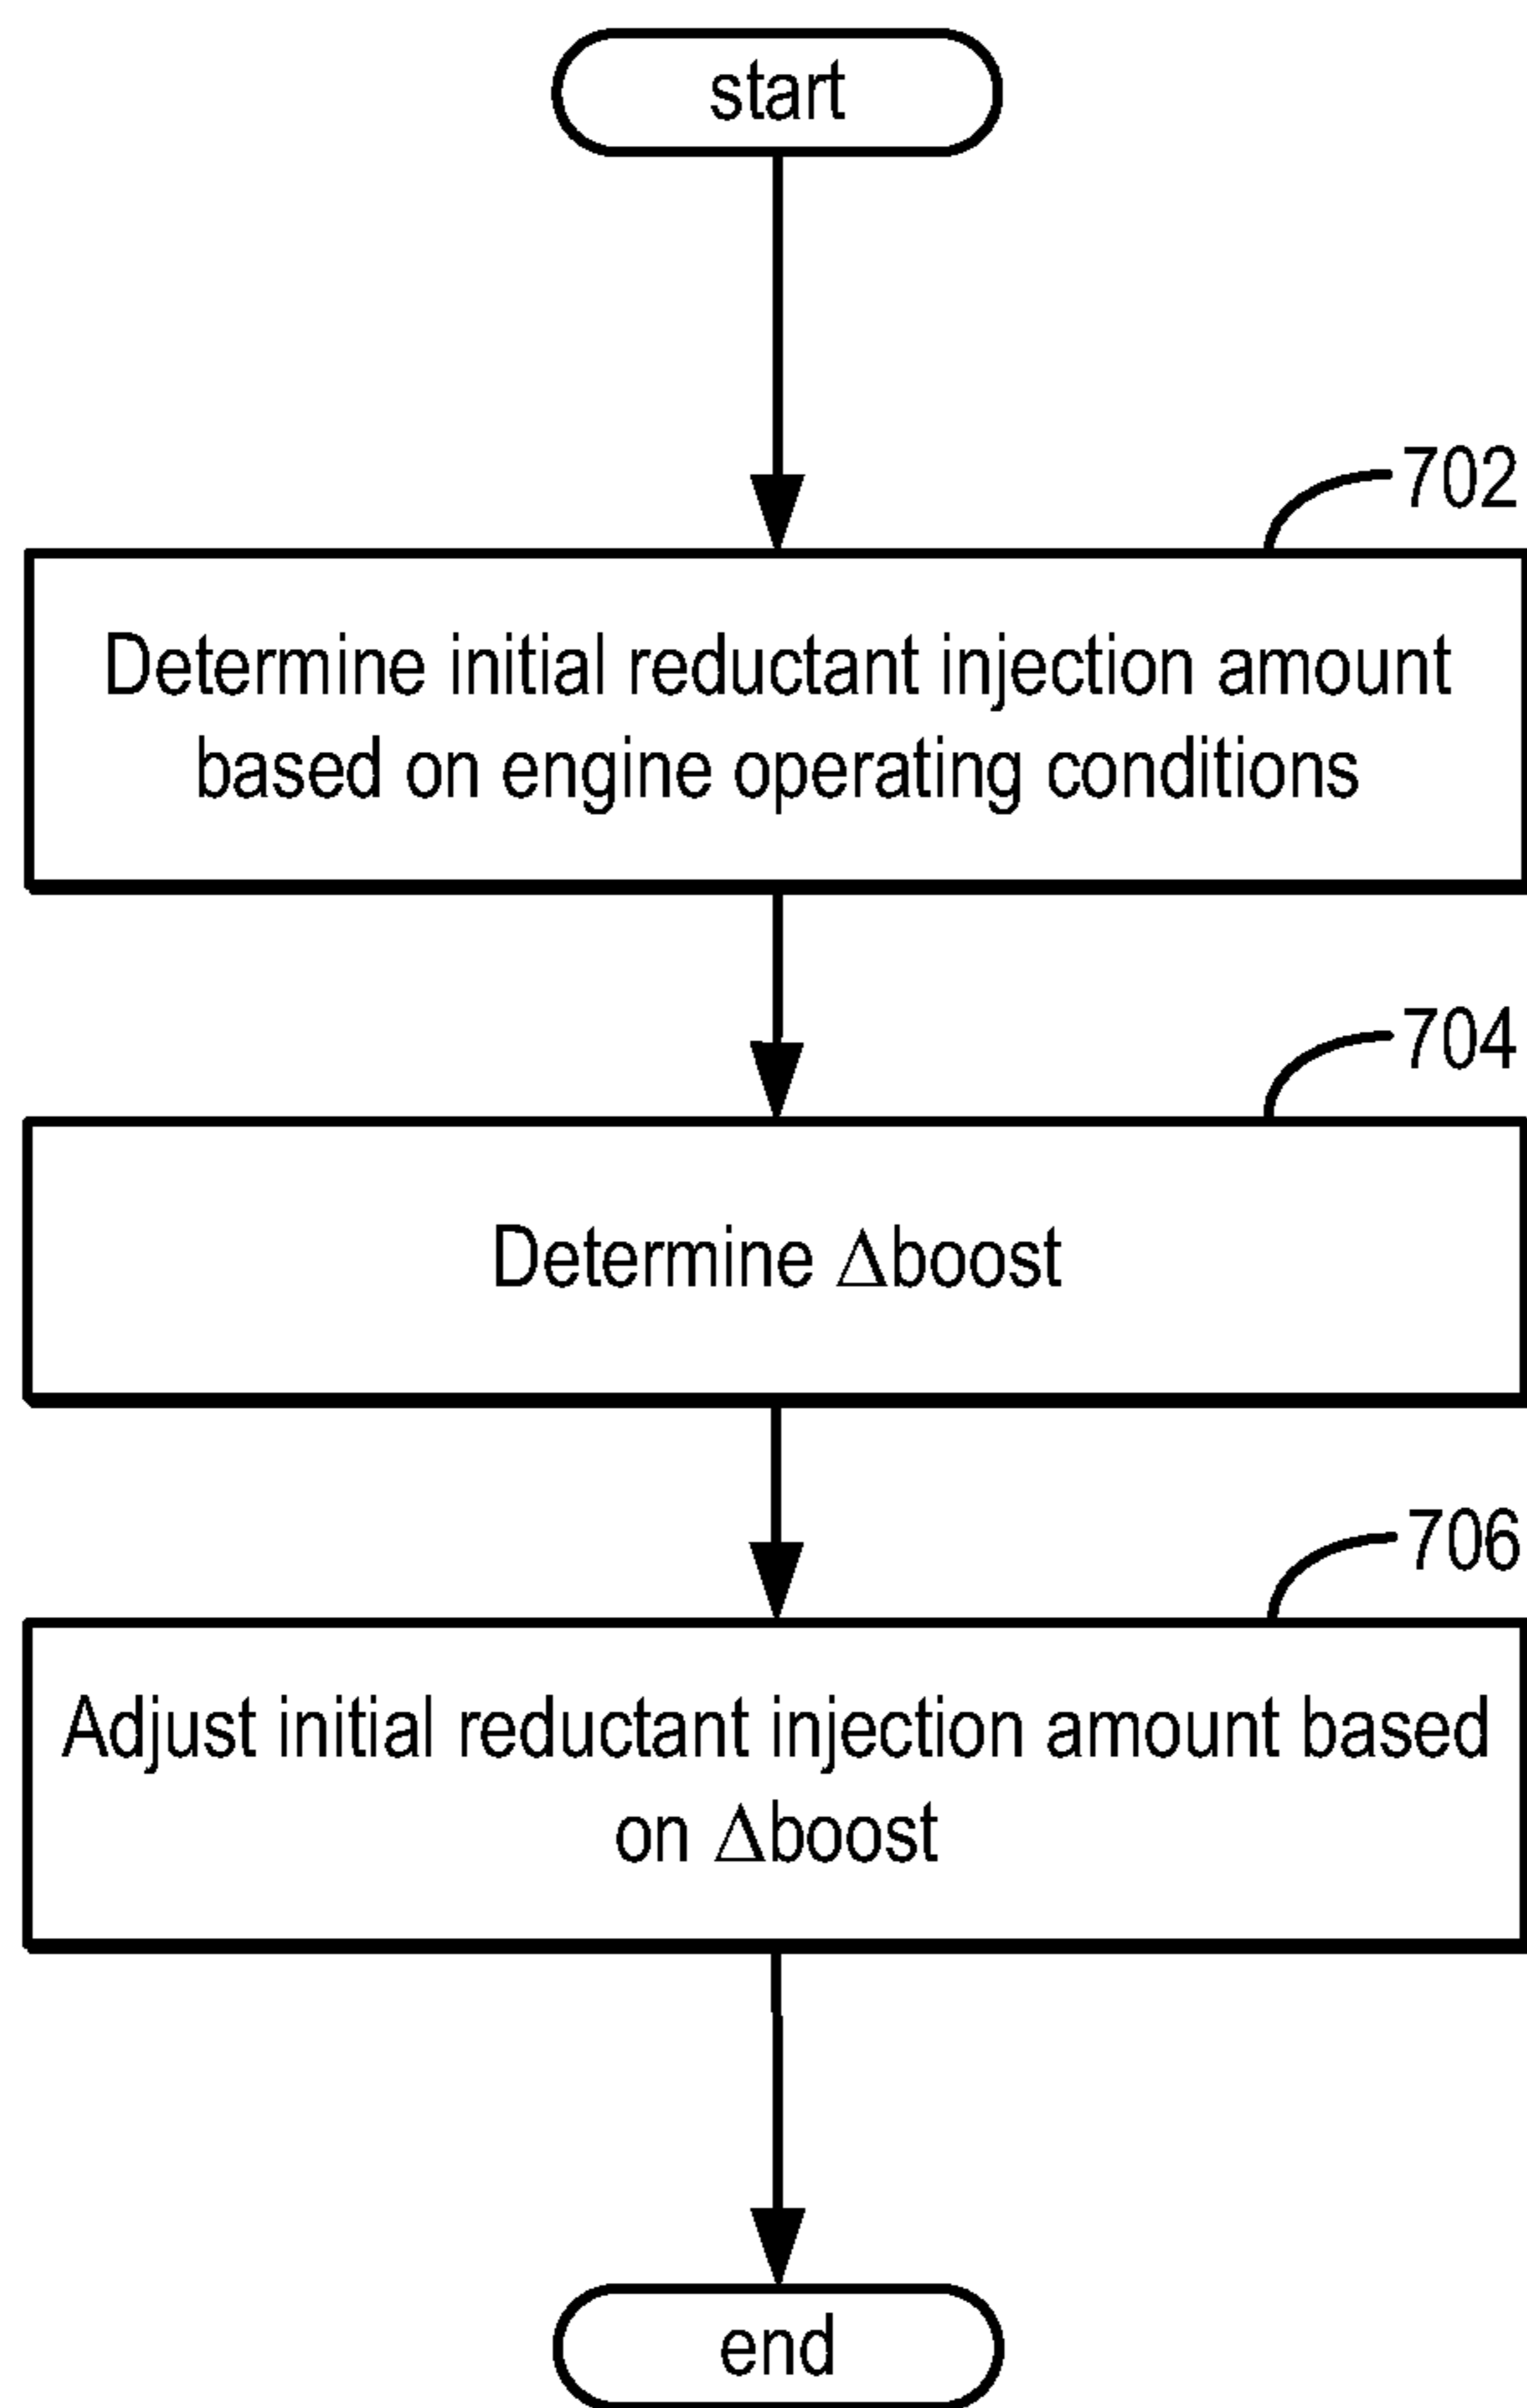 start
702
Determine initial reductant injection amount
based on engine operating conditions
704
Determine Δboost
706
Adjust initial reductant injection amount based
on Δboost
end